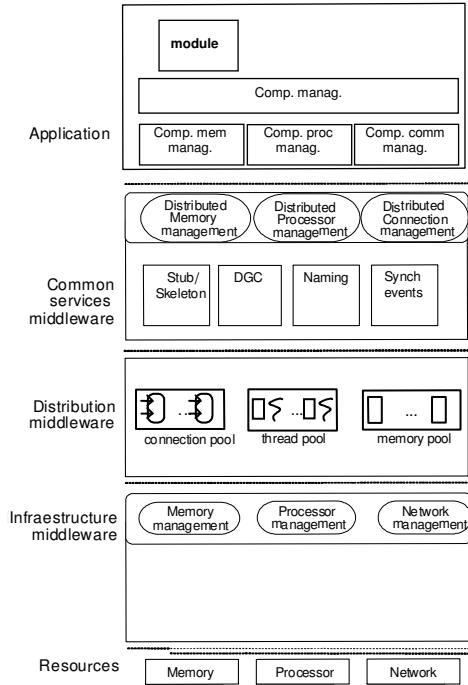 module
Comp. manag.
Application
Comp. mem manag.
Comp. proc manag.
Comp. comm manag.
Distributed Memory management
Distributed Processor management
Distributed Connection management
Common services middleware
Stub/ Skeleton
DGC
Naming
Synch events
Distribution middleware
... 
...
...
connection pool
thread pool
memory pool
Infraestructure middleware
Memory management
Processor management
Network management
Resources
Memory
Processor
Network